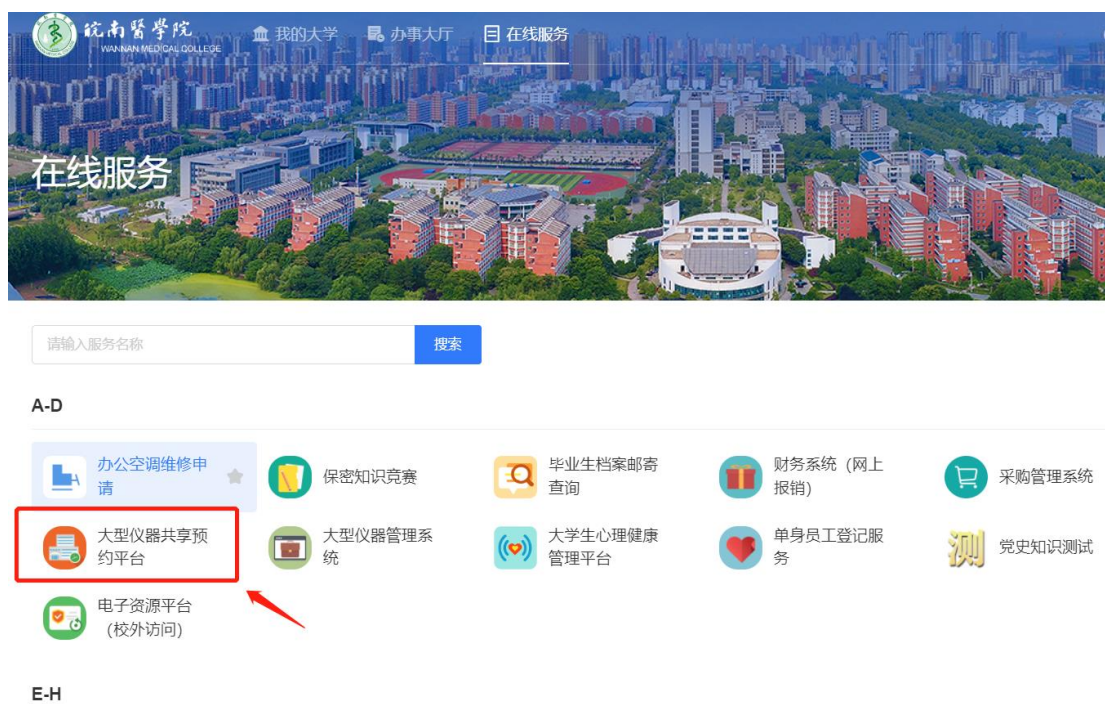 皖南醫學院
WANNAN MEDICAL COLLEGE
我的大学
办事大厅
在线服务
在线服务
请输入服务名称
搜索
A-D
办公空调维修申
请
保密知识竞赛
毕业生档案邮寄
查询
财务系统（网上
报销）
采购管理系统
大型仪器共享预
约平台
大型仪器管理系
统
大学生心理健康
管理平台
单身员工登记服
务
测
党史知识测试
电子资源平台
（校外访问）
E-H